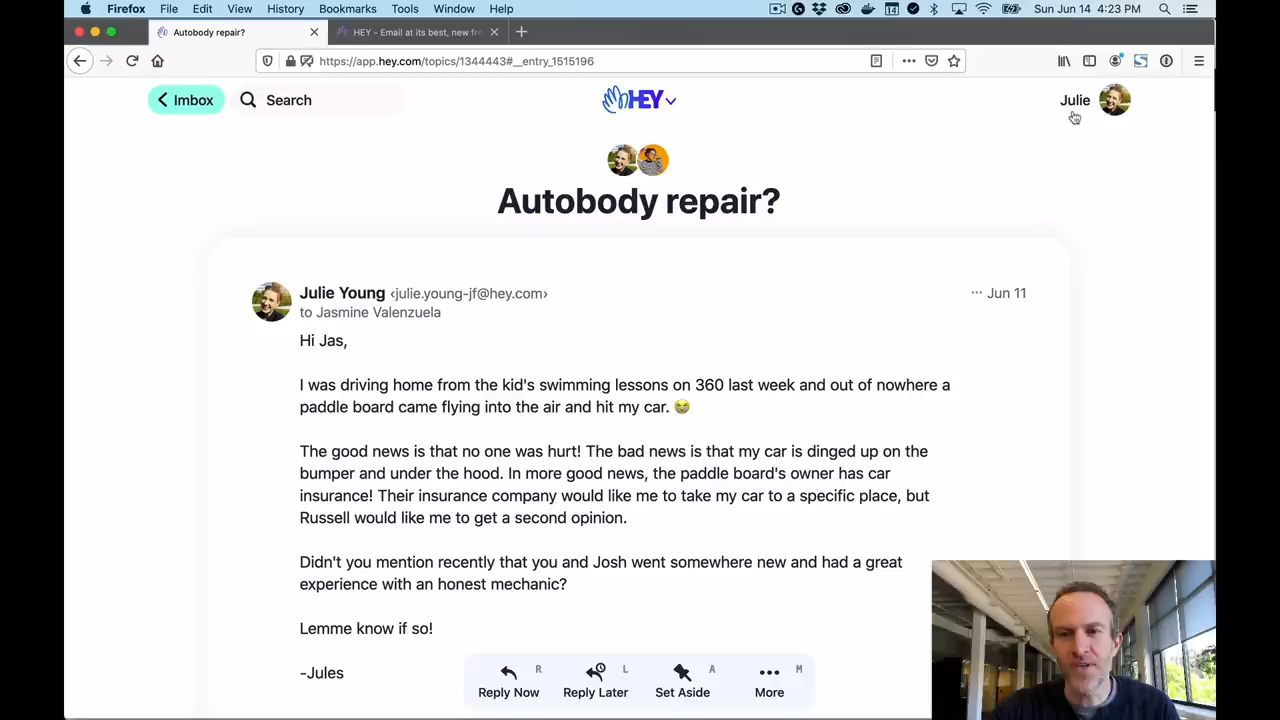 Firefox File Edit View History Bookmarks Tools Window Help
14 Sun Jun 14 4:23 PM
Autobody repair?
HEY - Email at its best, new fro
https://app.hey.com/topics/1344443#__entry_1515196
Imbox
Search
HEY
Julie
Autobody repair?
Julie Young <julie.young-jf@hey.com>
··· Jun 11
to Jasmine Valenzuela
Hi Jas,
I was driving home from the kid's swimming lessons on 360 last week and out of nowhere a
paddle board came flying into the air and hit my car. 😭
The good news is that no one was hurt! The bad news is that my car is dinged up on the
bumper and under the hood. In more good news, the paddle board's owner has car
insurance! Their insurance company would like me to take my car to a specific place, but
Russell would like me to get a second opinion.
Didn't you mention recently that you and Josh went somewhere new and had a great
experience with an honest mechanic?
Lemme know if so!
-Jules
R L A M
Reply Now Reply Later Set Aside More